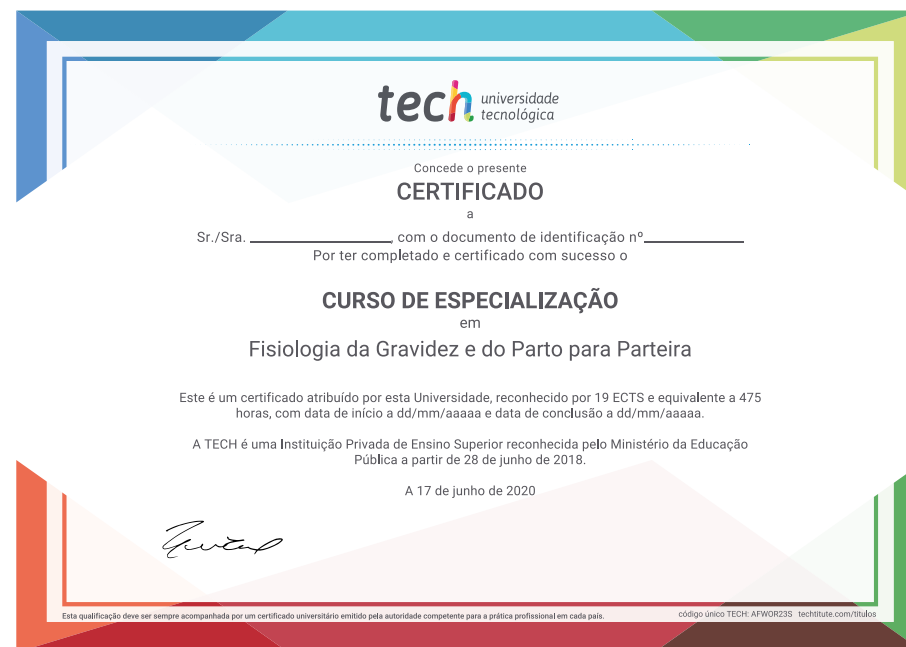 tech universidade
tecnológica
Concede o presente
CERTIFICADO
a
Sr./Sra. ____________________, com o documento de identificação nº______________
Por ter completado e certificado com sucesso o
CURSO DE ESPECIALIZAÇÃO
em
Fisiologia da Gravidez e do Parto para Parteira
Este é um certificado atribuído por esta Universidade, reconhecido por 19 ECTS e equivalente a 475
horas, com data de início a dd/mm/aaaaa e data de conclusão a dd/mm/aaaaa.
A TECH é uma Instituição Privada de Ensino Superior reconhecida pelo Ministério da Educação
Pública a partir de 28 de junho de 2018.
A 17 de junho de 2020
Esta qualificação deve ser sempre acompanhada por um certificado universitário emitido pela autoridade competente para a prática profissional em cada país.
código único TECH: AFWOR23S techtitute.com/titulos